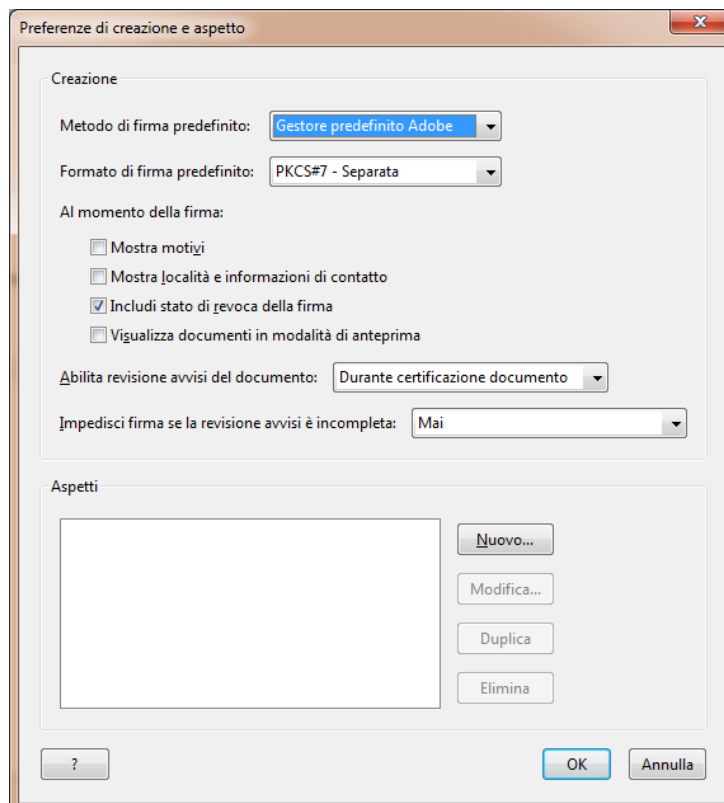 Preferenze di creazione e aspetto
x
Creazione
Metodo di firma predefinito: Gestore predefinito Adobe
Formato di firma predefinito: PKCS#7 - Separata
Al momento della firma:
Mostra motivi
Mostra località e informazioni di contatto
Includi stato di revoca della firma
Visualizza documenti in modalità di anteprima
Abilita revisione avvisi del documento: Durante certificazione documento
Impedisci firma se la revisione avvisi è incompleta: Mai
Aspetti
Nuovo...
Modifica...
Duplica
Elimina
? OK Annulla